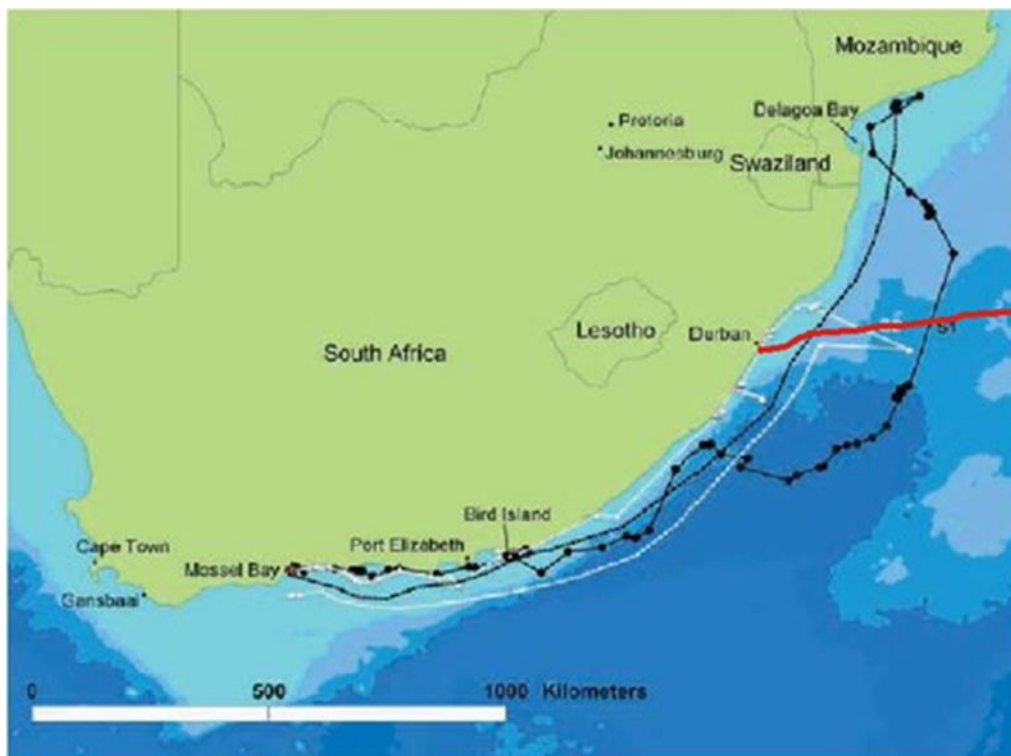 Mozambique
Delagoa Bay
Pretoria
Johannesburg
Swaziland
Lesotho
Durban
S1
South Africa
Bird Island
Port Elizabeth
Cape Town
Mossel Bay
Gansbaai
0 500 1000 Kilometers